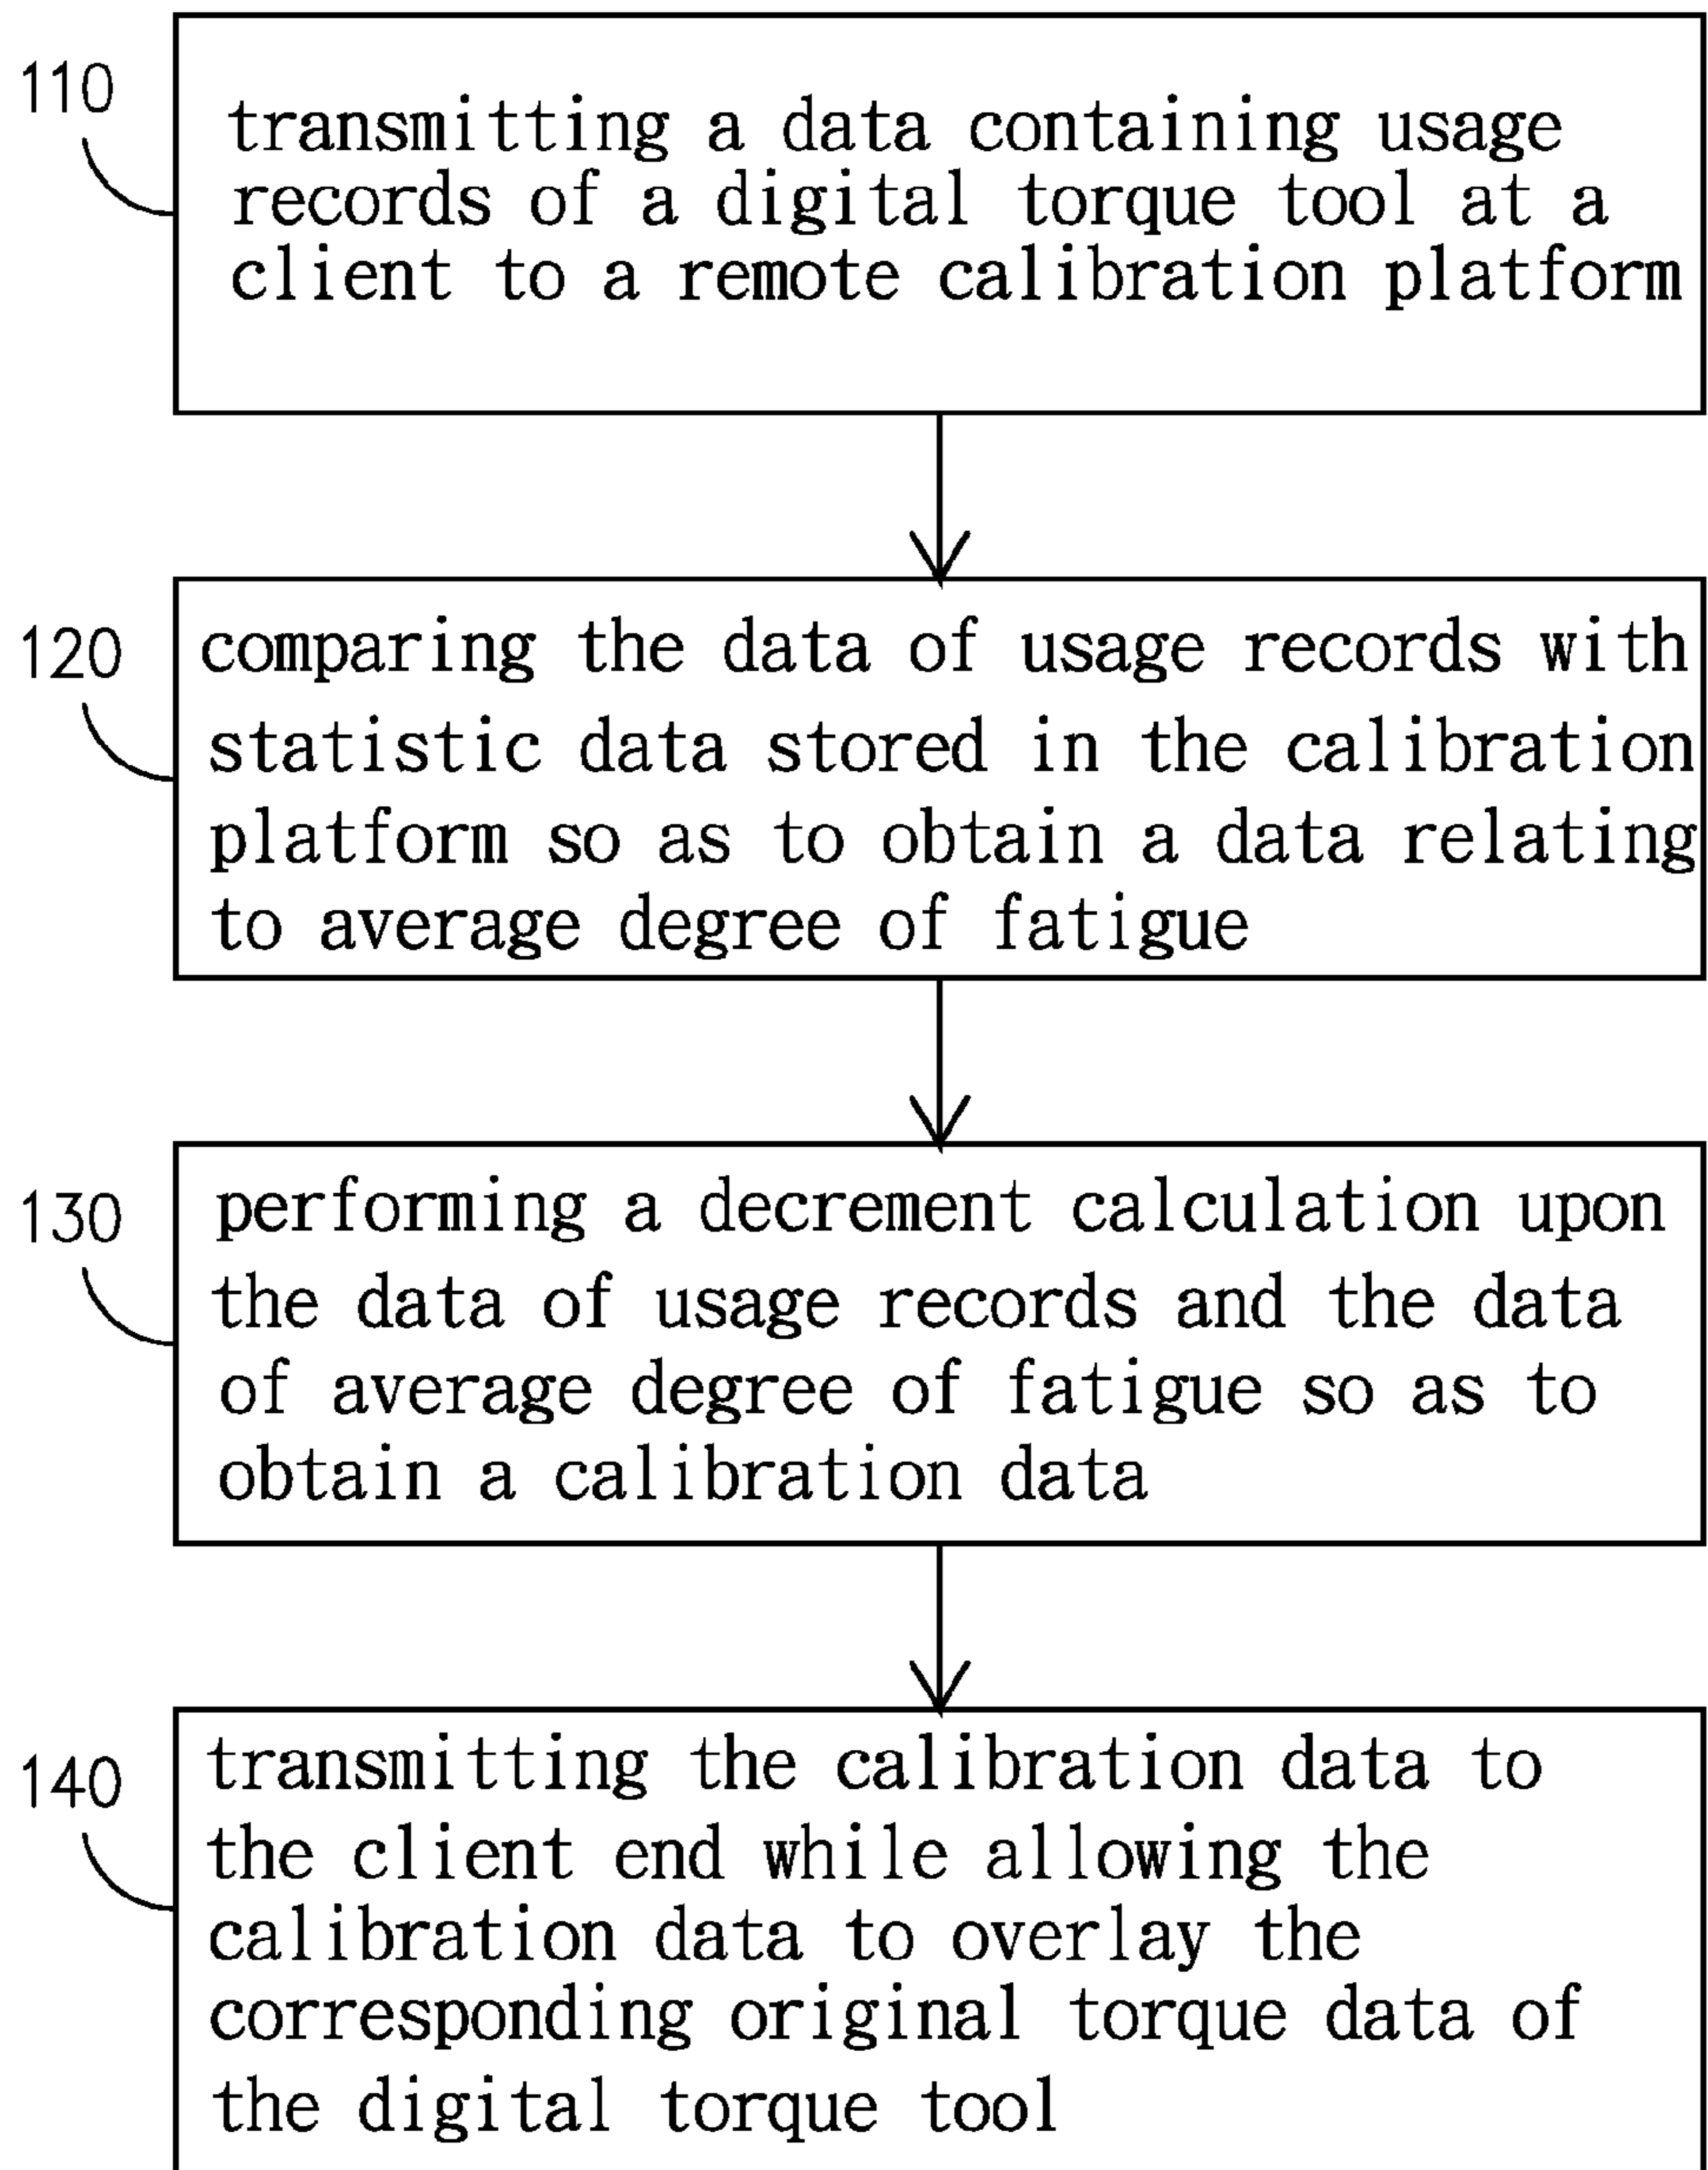 110
transmitting a data containing usage
records of a digital torque tool at a
client to a remote calibration platform
120
comparing the data of usage records with
statistic data stored in the calibration
platform so as to obtain a data relating
to average degree of fatigue
130
performing a decrement calculation upon
the data of usage records and the data
of average degree of fatigue so as to
obtain a calibration data
140
transmitting the calibration data to
the client end while allowing the
calibration data to overlay the
corresponding original torque data of
the digital torque tool